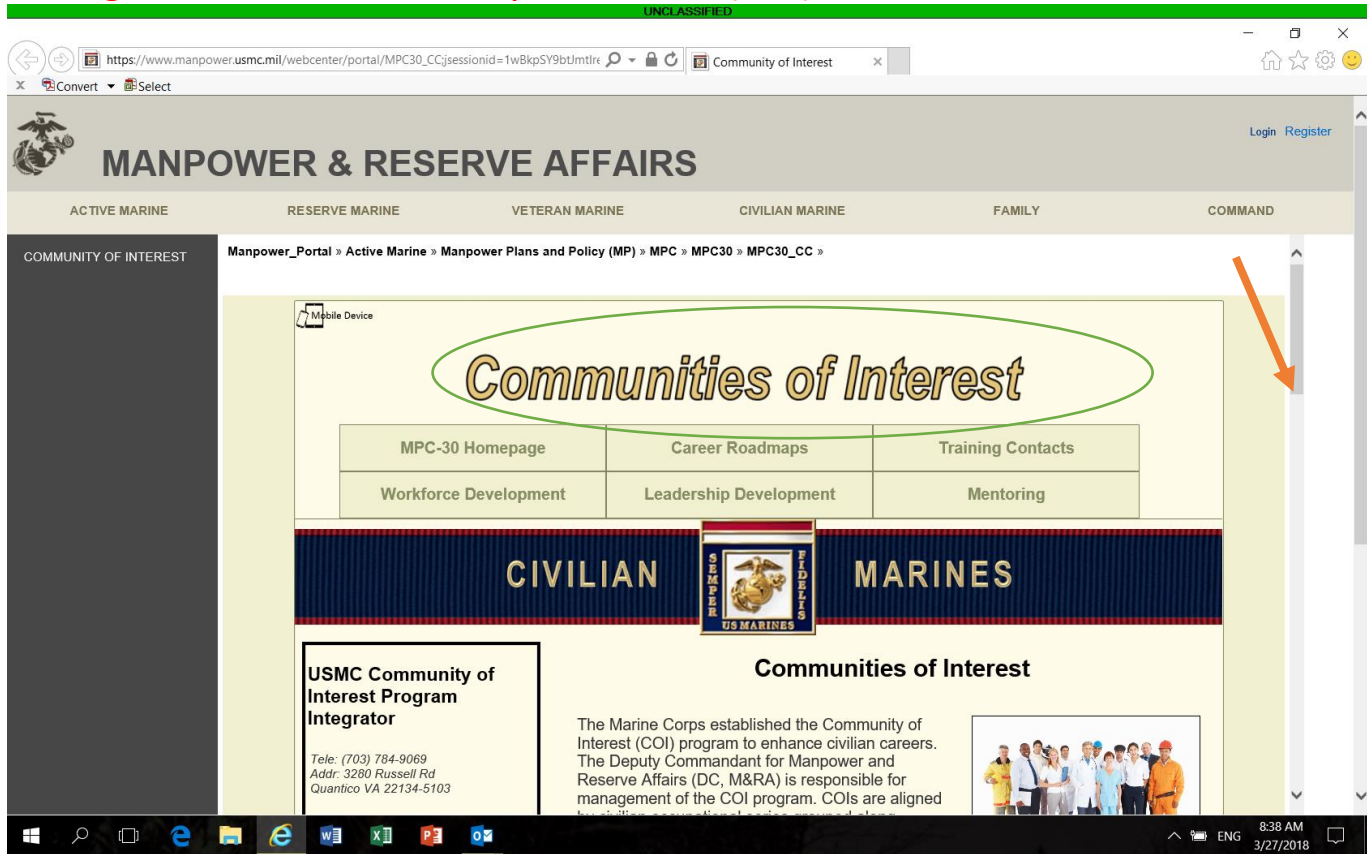 UNCLASSIFIED
https://www.manpower.usmc.mil/webcenter/portal/MPC30_CC;jsessionid=1wBkpSY9btJmtIre
Community of Interest
x Convert Select
Login Register
MANPOWER & RESERVE AFFAIRS
ACTIVE MARINE RESERVE MARINE VETERAN MARINE CIVILIAN MARINE FAMILY COMMAND
COMMUNITY OF INTEREST
Manpower_Portal » Active Marine » Manpower Plans and Policy (MP) » MPC » MPC30 » MPC30_CC »
Mobile Device
Communities of Interest
MPC-30 Homepage Career Roadmaps Training Contacts
Workforce Development Leadership Development Mentoring
CIVILIAN MARINES
SEMPER FIDELIS
US MARINES
USMC Community of
Interest Program
Integrator
Tele: (703) 784-9069
Addr: 3280 Russell Rd
Quantico VA 22134-5103
Communities of Interest
The Marine Corps established the Community of
Interest (COI) program to enhance civilian careers.
The Deputy Commandant for Manpower and
Reserve Affairs (DC, M&RA) is responsible for
management of the COI program. COIs are aligned
ENG
8:38 AM
3/27/2018